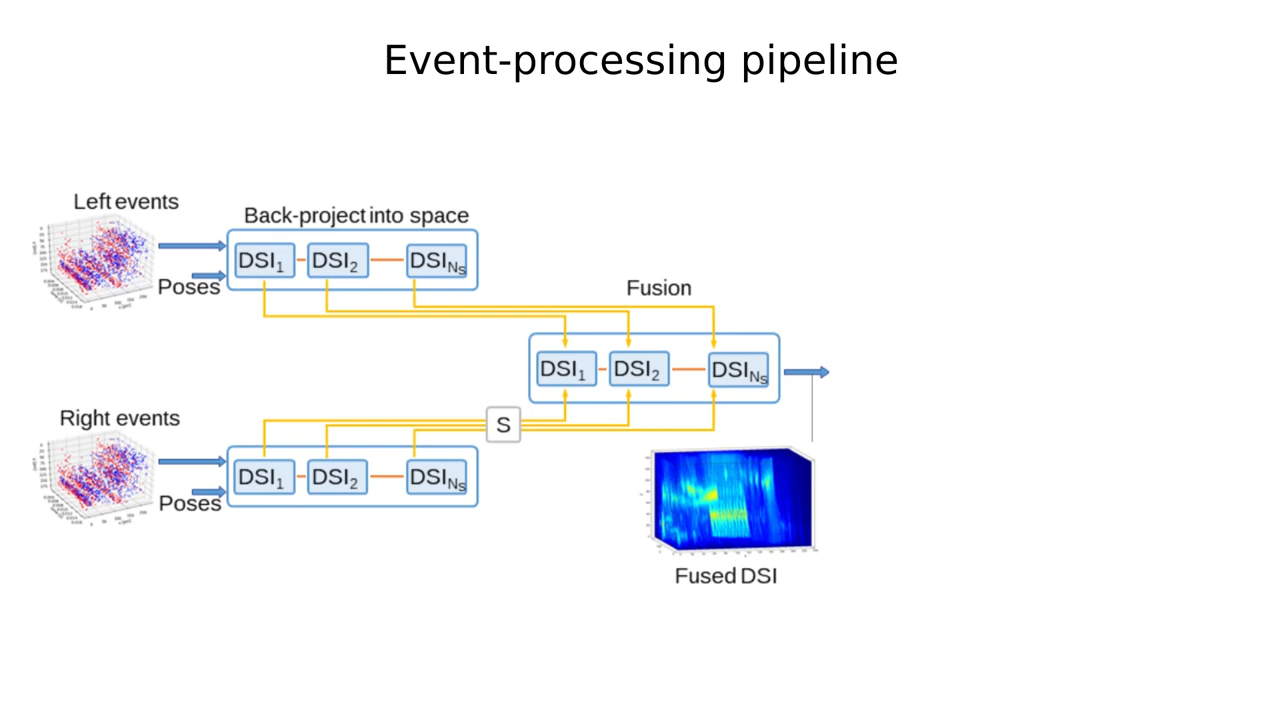 Event-processing pipeline
Left events
Back-project into space
DSI1 DSI2 DSINs
Poses
Fusion
DSI1 DSI2 DSINs
Right events
S
DSI1 DSI2 DSINs
Poses
Fused DSI